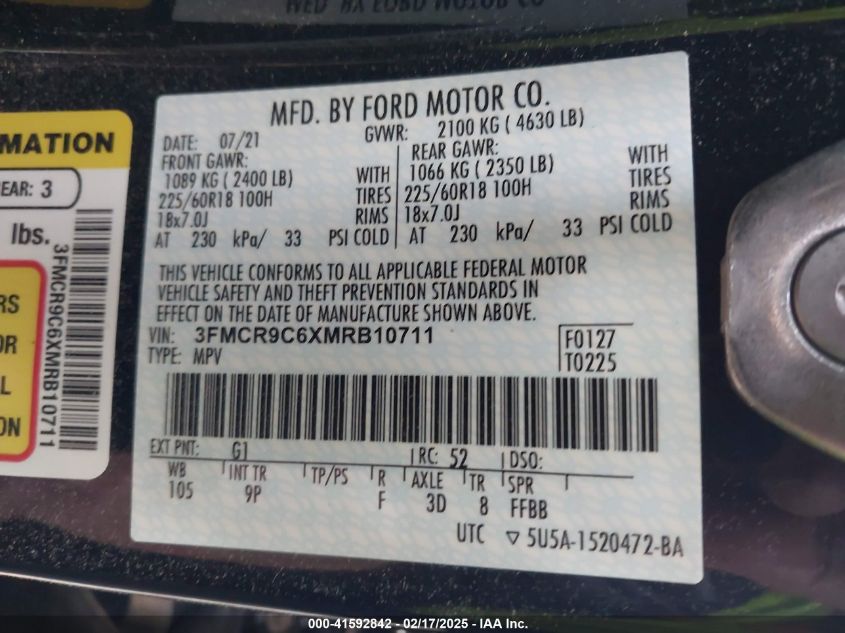 MFD. BY FORD MOTOR CO.
DATE: 07/21
GVWR: 2100 KG ( 4630 LB)
FRONT GAWR:
1089 KG ( 2400 LB)
WITH
225/60R18 100H
TIRES
18x7.0J
RIMS
AT 230 kPa/ 33 PSI COLD
REAR GAWR:
1066 KG ( 2350 LB)
WITH
225/60R18 100H
TIRES
18x7.0J
RIMS
AT 230 kPa/ 33 PSI COLD
THIS VEHICLE CONFORMS TO ALL APPLICABLE FEDERAL MOTOR
VEHICLE SAFETY AND THEFT PREVENTION STANDARDS IN
EFFECT ON THE DATE OF MANUFACTURE SHOWN ABOVE.
VIN: 3FMCR9C6XMRB10711
TYPE: MPV
F0127
T0225
EXT PNT: G1 RC: 52 DSO:
WB INT TR TP/PS R AXLE TR SPR
105 9P F 3D 8 FFBB
UTC ▽ 5U5A-1520472-BA
MATION
EAR: 3
lbs.
3FMCR9C6XMRB10711
RS
OR
L
ON
000-41592842 - 02/17/2025 - IAA Inc.